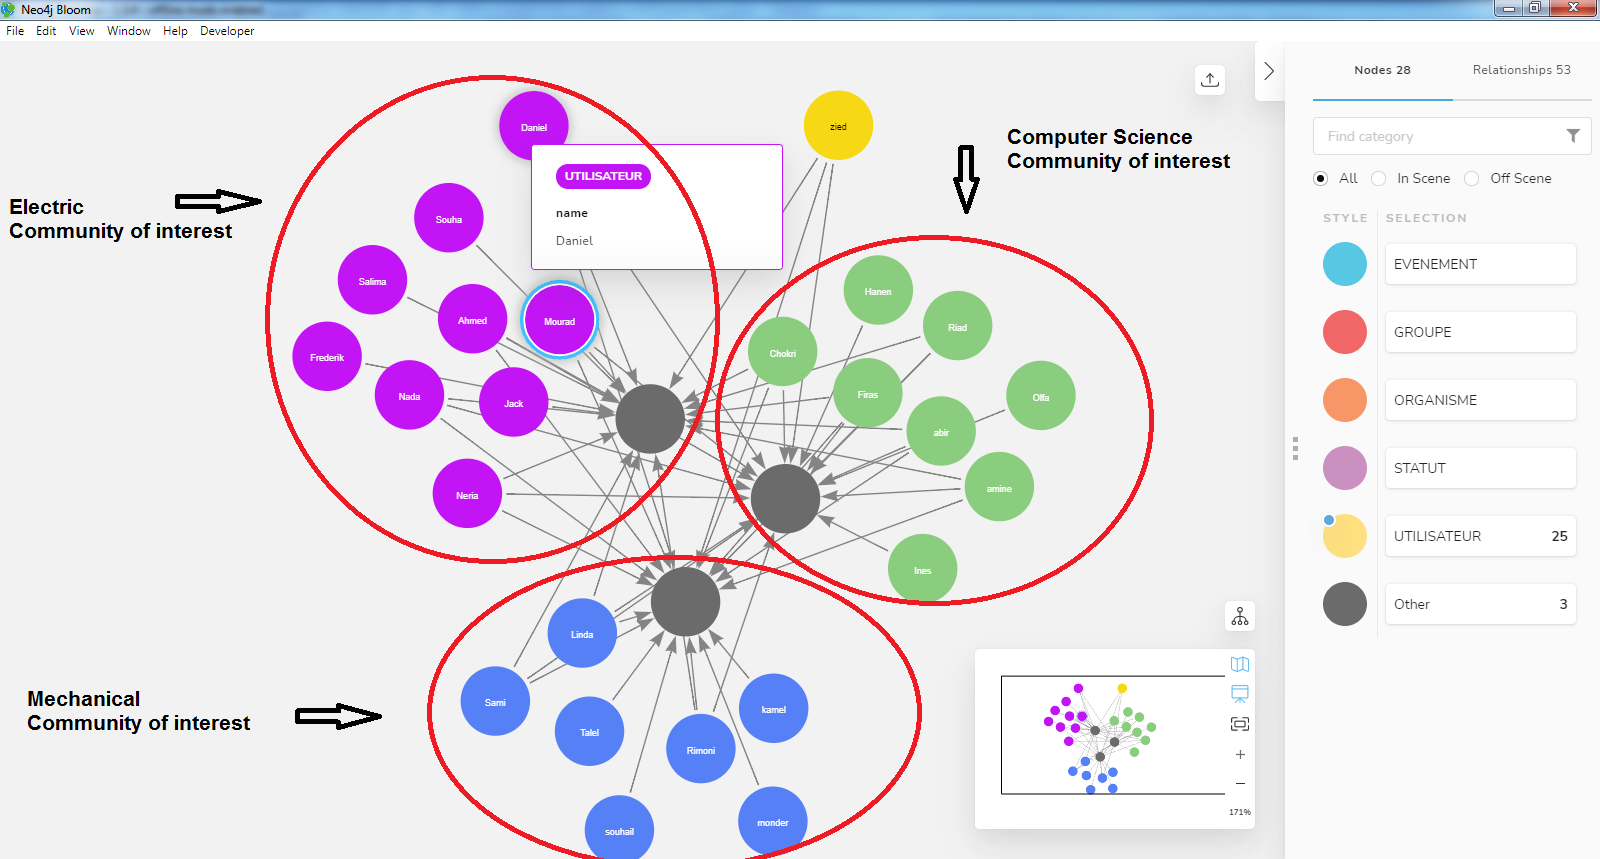 Neo4j Bloom
File Edit View Window Help Developer
Nodes 28 Relationships 53
Find category
All In Scene Off Scene
STYLE SELECTION
EVENEMENT
GROUPE
ORGANISME
STATUT
UTILISATEUR 25
Other 3
Electric
Community of interest
Computer Science
Community of interest
Mechanical
Community of interest
Daniel
UTILISATEUR
name
Daniel
zied
Souha
Salima
Ahmed
Mourad
Frederik
Nada
Jack
Neria
Hanen
Riad
Chokri
Firas
Olfa
abir
amine
Ines
Linda
Sami
Talel
Rimoni
kamel
souhail
monder
171%